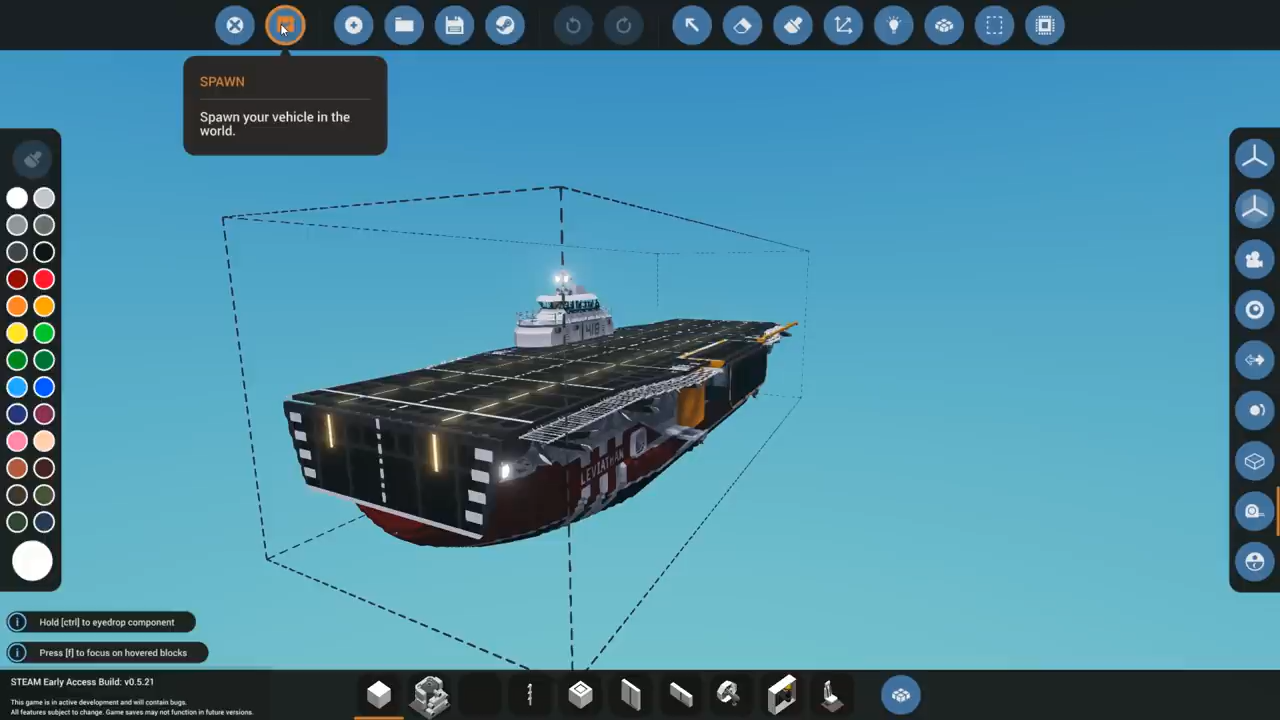 SPAWN
Spawn your vehicle in the
world.
418
LEVIATHAN
Hold [ctrl] to eyedrop component
Press [f] to focus on hovered blocks
STEAM Early Access Build: v0.5.21
This game is in active development and will contain bugs.
All features subject to change. Game saves may not function in future versions.